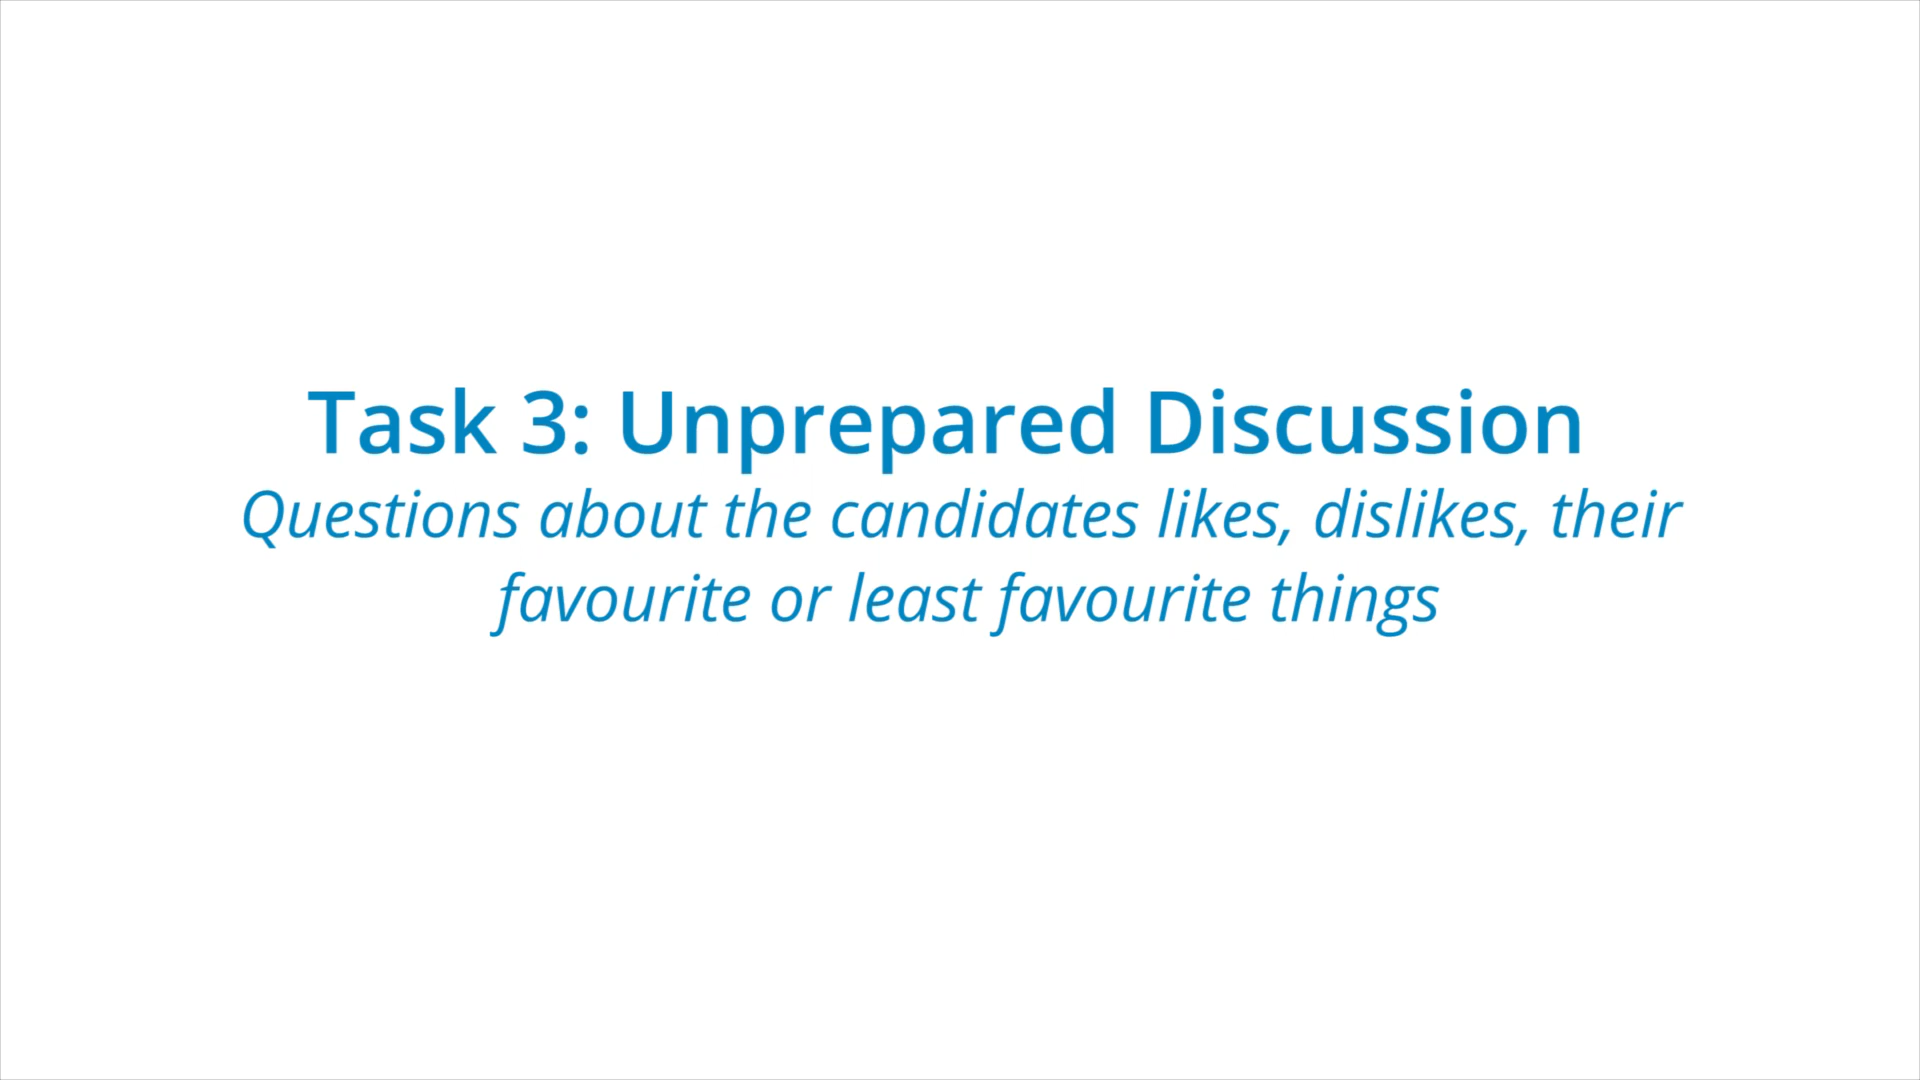 Task 3: Unprepared Discussion
Questions about the candidates likes, dislikes, their
favourite or least favourite things